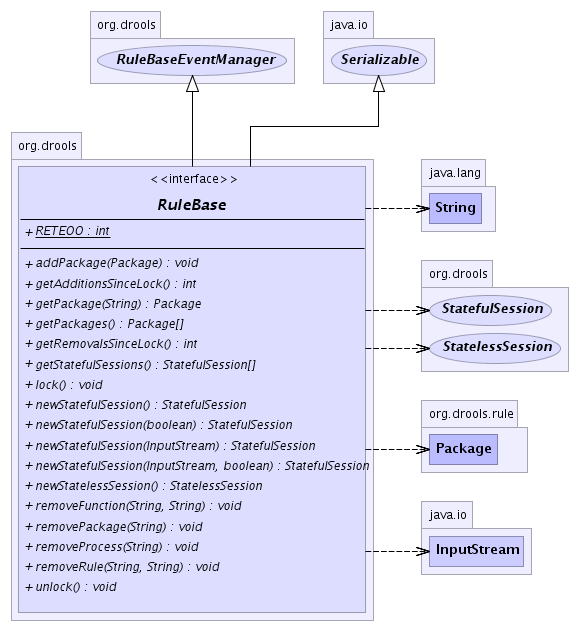 org.drools
RuleBaseEventManager
java.io
Serializable
org.drools
<<interface>>
RuleBase
+ RETEOO : int
+ addPackage(Package) : void
+ getAdditionsSinceLock() : int
+ getPackage(String) : Package
+ getPackages() : Package[]
+ getRemovalsSinceLock() : int
+ getStatefulSessions() : StatefulSession[]
+ lock() : void
+ newStatefulSession() : StatefulSession
+ newStatefulSession(boolean) : StatefulSession
+ newStatefulSession(InputStream) : StatefulSession
+ newStatefulSession(InputStream, boolean) : StatefulSession
+ newStatelessSession() : StatelessSession
+ removeFunction(String, String) : void
+ removePackage(String) : void
+ removeProcess(String) : void
+ removeRule(String, String) : void
+ unlock() : void
java.lang
String
org.drools
StatefulSession
StatelessSession
org.drools.rule
Package
java.io
InputStream